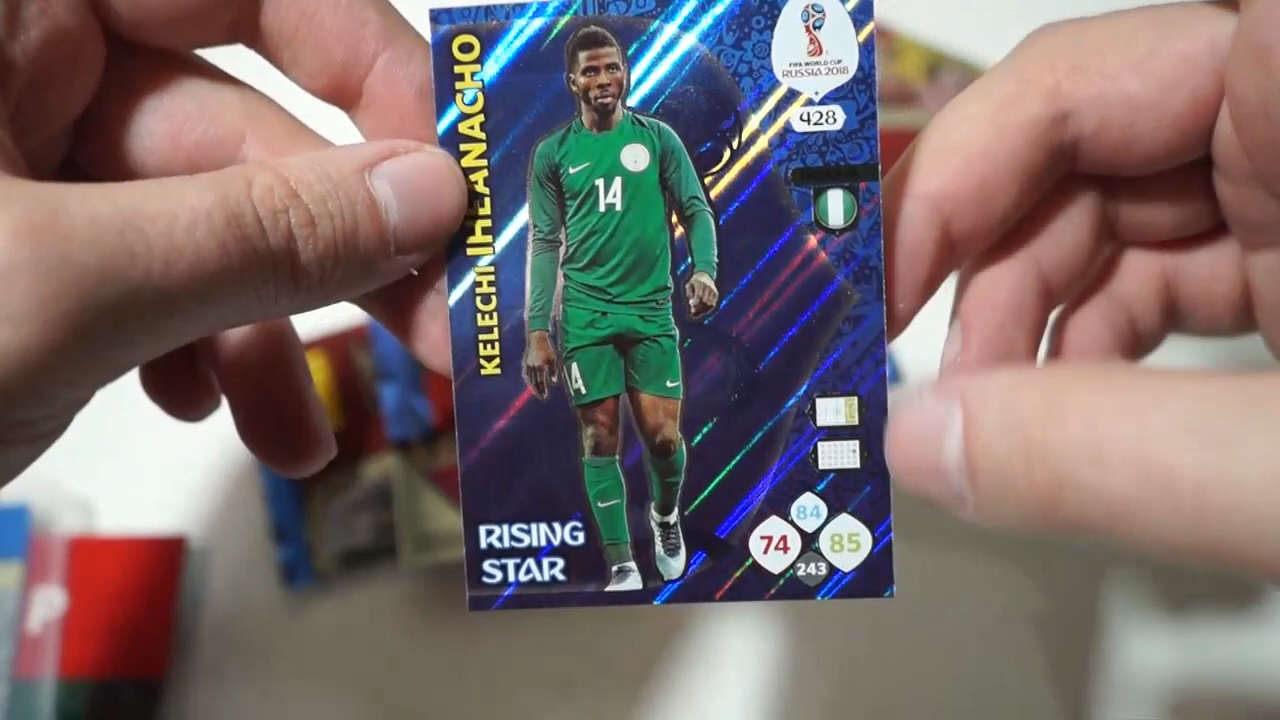 KELECHI IHEANACHO
FIFA WORLD CUP
RUSSIA 2018
428
14
14
RISING
STAR
84
74
85
243